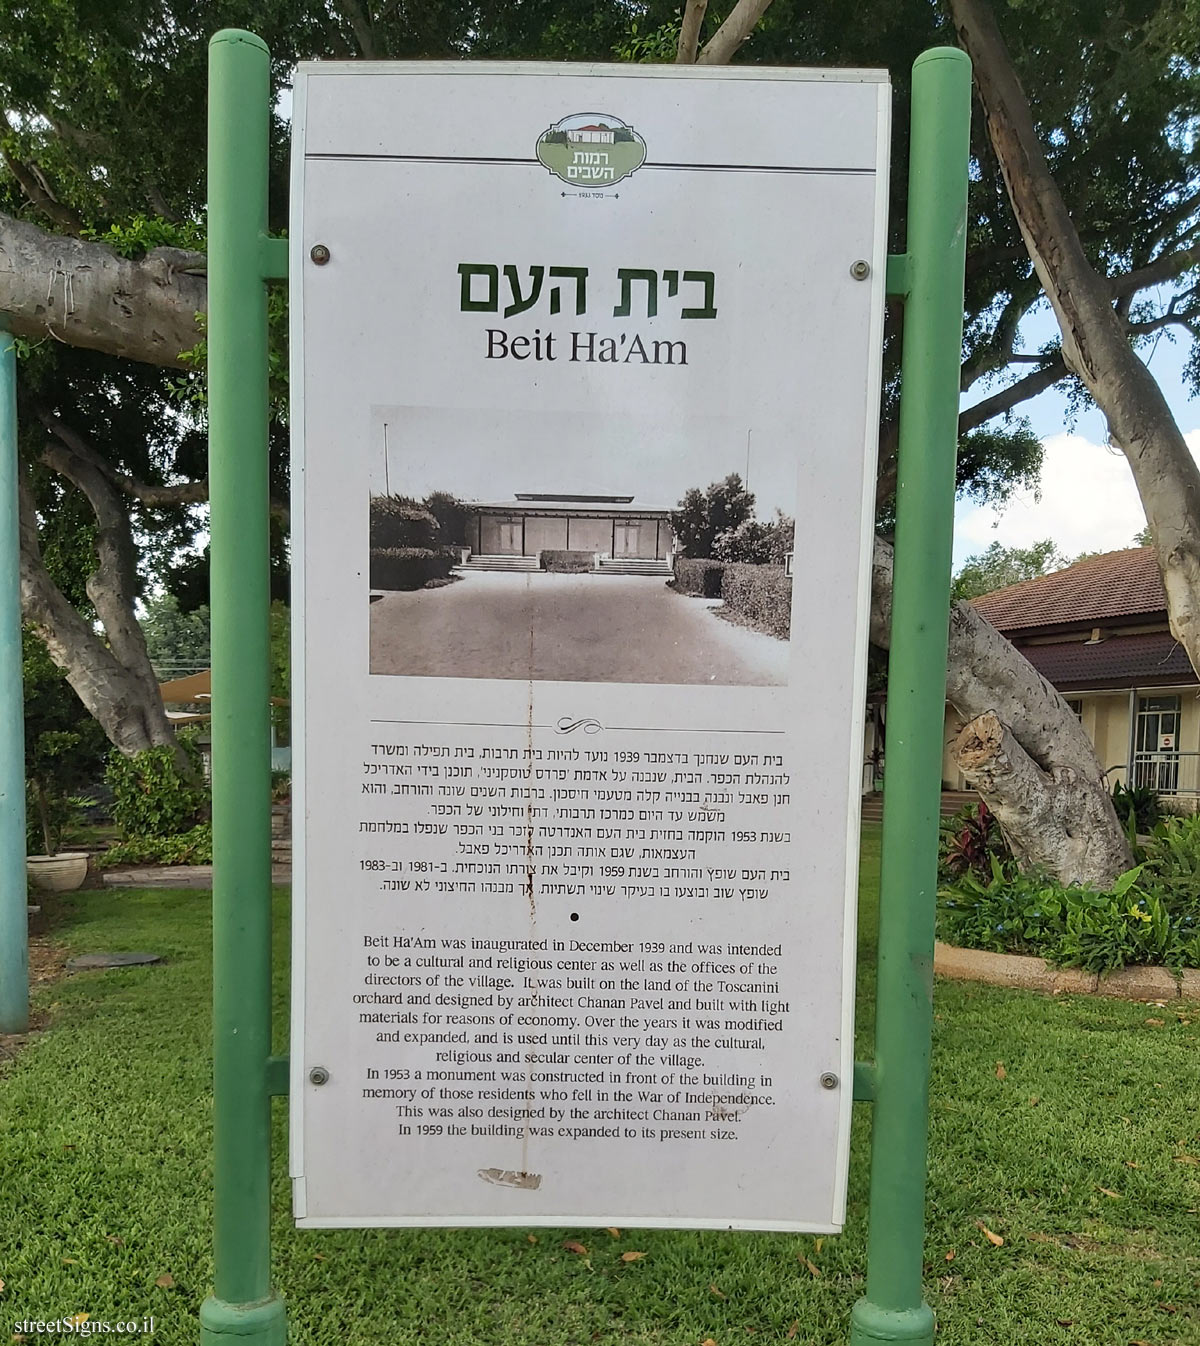 רמות
השבים
נוסד 1933
בית העם
Beit Ha'Am
בית העם שנחנך בדצמבר 1939 נועד להיות בית תרבות, בית תפילה ומשרד
להנהלת הכפר. הבית, שנבנה על אדמת 'פרדס טוסקניני', תוכנן בידי האדריכל
חנן פאבל ונבנה בבנייה קלה מטעמי חיסכון. ברבות השנים שונה והורחב, והוא
משמש עד היום כמרכז תרבותי, דתי וחילוני של הכפר.
בשנת 1953 הוקמה בחזית בית העם האנדרטה לזכר בני הכפר שנפלו במלחמת
העצמאות, שגם אותה תכנן האדריכל פאבל.
בית העם שופץ והורחב בשנת 1959 וקיבל את צורתו הנוכחית. ב-1981 וב-1983
שופץ שוב ובוצעו בו בעיקר שינוי תשתיות, אך מבנהו החיצוני לא שונה.
Beit Ha'Am was inaugurated in December 1939 and was intended
to be a cultural and religious center as well as the offices of the
directors of the village. It was built on the land of the Toscanini
orchard and designed by architect Chanan Pavel and built with light
materials for reasons of economy. Over the years it was modified
and expanded, and is used until this very day as the cultural,
religious and secular center of the village.
In 1953 a monument was constructed in front of the building in
memory of those residents who fell in the War of Independence.
This was also designed by the architect Chanan Pavel.
In 1959 the building was expanded to its present size.
streetSigns.co.il